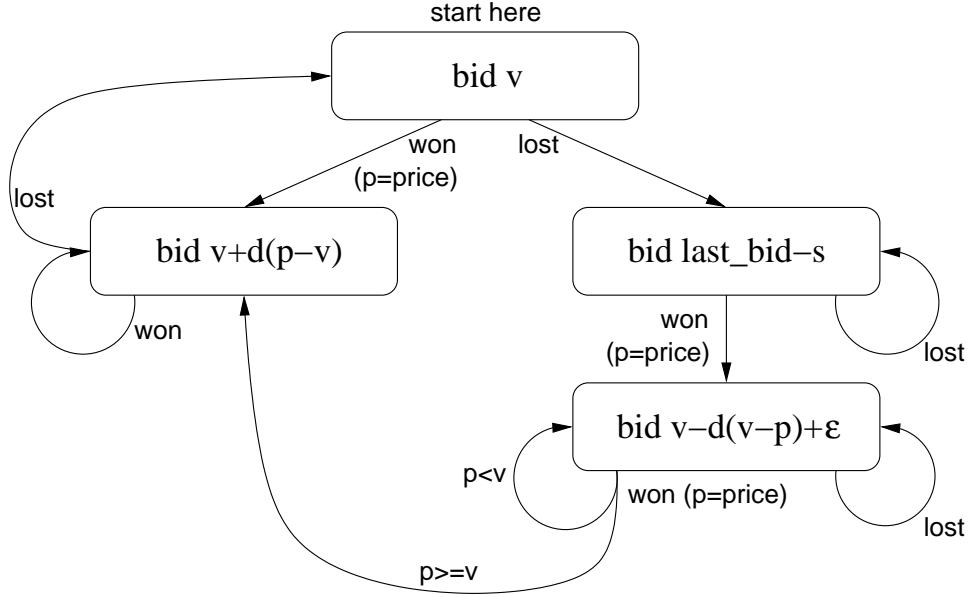 start here
bid v
won
(p=price)
lost
lost
bid v+d(p−v)
bid last_bid−s
won
won
(p=price)
lost
bid v−d(v−p)+ε
p<v
won (p=price)
lost
p>=v